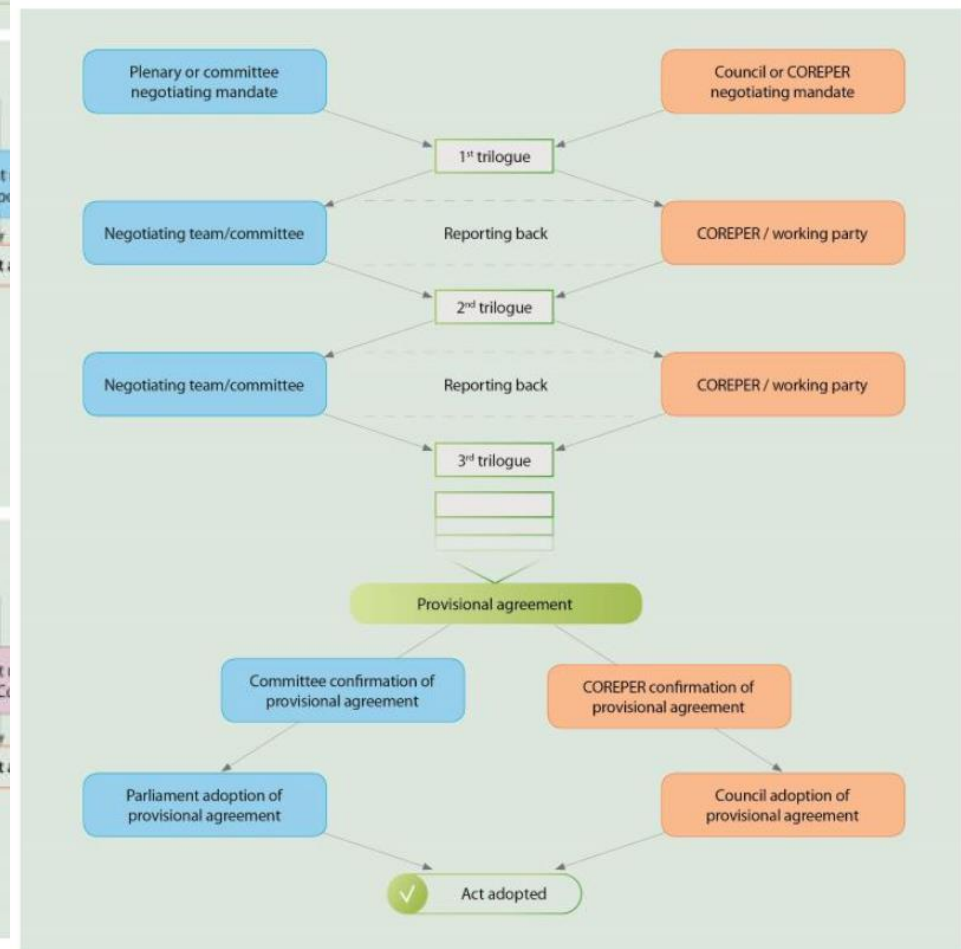 Plenary or committee
negotiating mandate
Council or COREPER
negotiating mandate
1st trilogue
Negotiating team/committee
Reporting back
COREPER / working party
2nd trilogue
Negotiating team/committee
Reporting back
COREPER / working party
3rd trilogue
Provisional agreement
Committee confirmation of
provisional agreement
COREPER confirmation of
provisional agreement
Parliament adoption of
provisional agreement
Council adoption of
provisional agreement
Act adopted